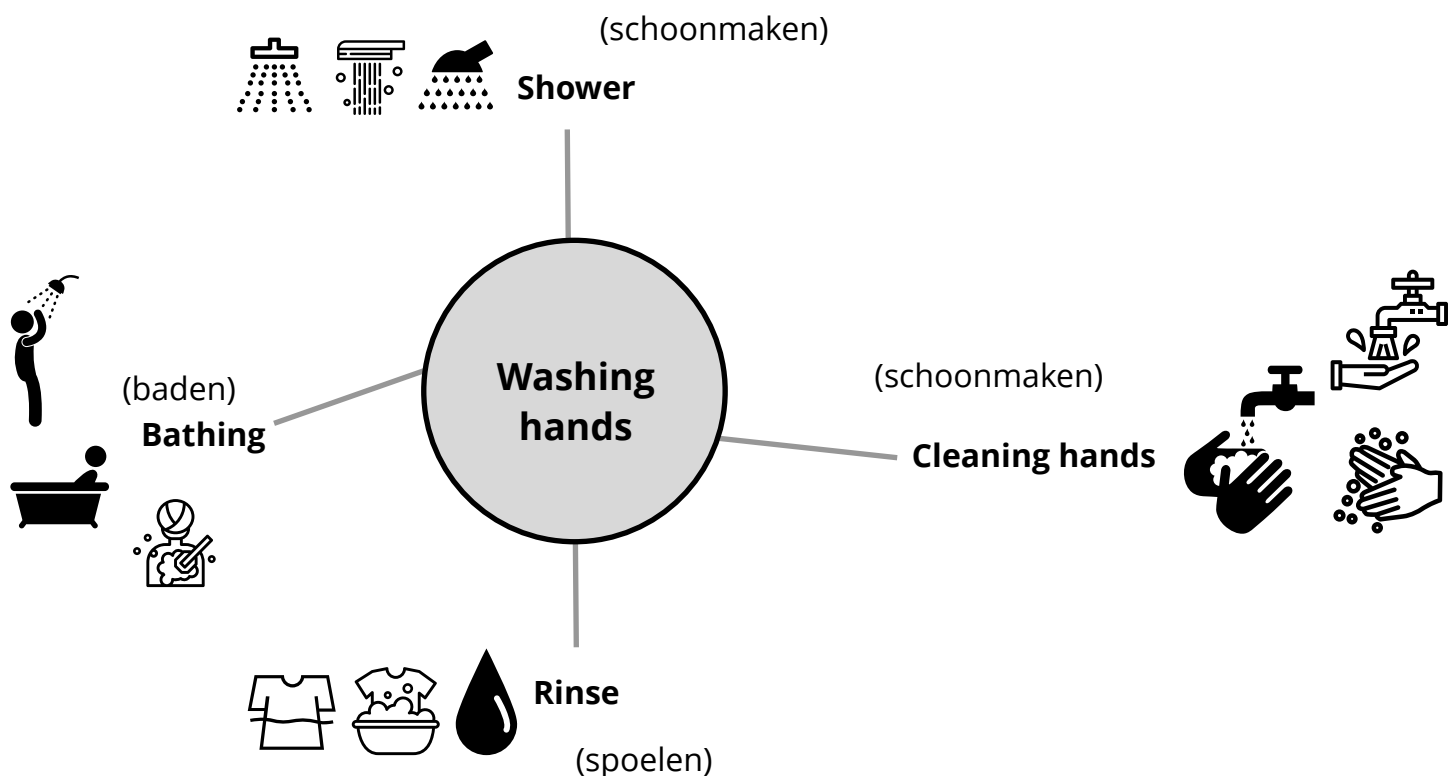 (schoonmaken)
Shower
(baden)
Bathing
Washing
hands
(schoonmaken)
Cleaning hands
Rinse
(spoelen)